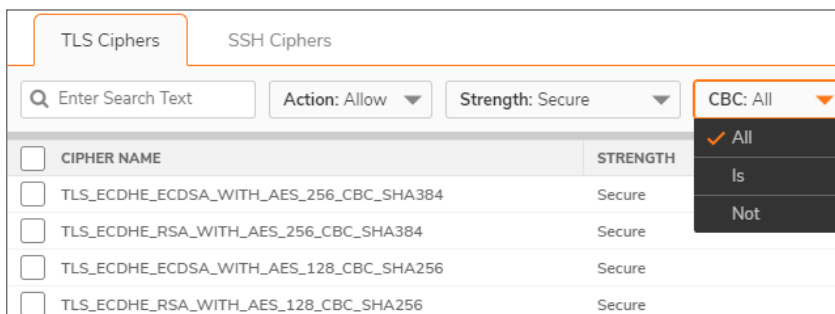 TLS Ciphers SSH Ciphers
Enter Search Text Action: Allow Strength: Secure CBC: All
All
CIPHER NAME STRENGTH
Is
TLS_ECDHE_ECDSA_WITH_AES_256_CBC_SHA384 Secure
Not
TLS_ECDHE_RSA_WITH_AES_256_CBC_SHA384 Secure
TLS_ECDHE_ECDSA_WITH_AES_128_CBC_SHA256 Secure
TLS_ECDHE_RSA_WITH_AES_128_CBC_SHA256 Secure